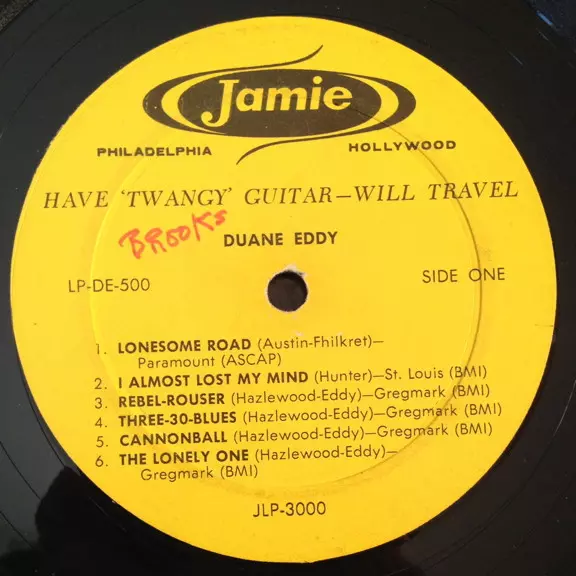 Jamie
PHILADELPHIA HOLLYWOOD
HAVE 'TWANGY' GUITAR—WILL TRAVEL
BROOKS
DUANE EDDY
LP-DE-500 SIDE ONE
1. LONESOME ROAD (Austin-Fhilkret)—
Paramount (ASCAP)
2. I ALMOST LOST MY MIND (Hunter)—St. Louis (BMI)
3. REBEL-ROUSER (Hazlewood-Eddy)—Gregmark (BMI)
4. THREE-30-BLUES (Hazlewood-Eddy)—Gregmark (BMI)
5. CANNONBALL (Hazlewood-Eddy)—Gregmark (BMI)
6. THE LONELY ONE (Hazlewood-Eddy)—
Gregmark (BMI)
JLP-3000